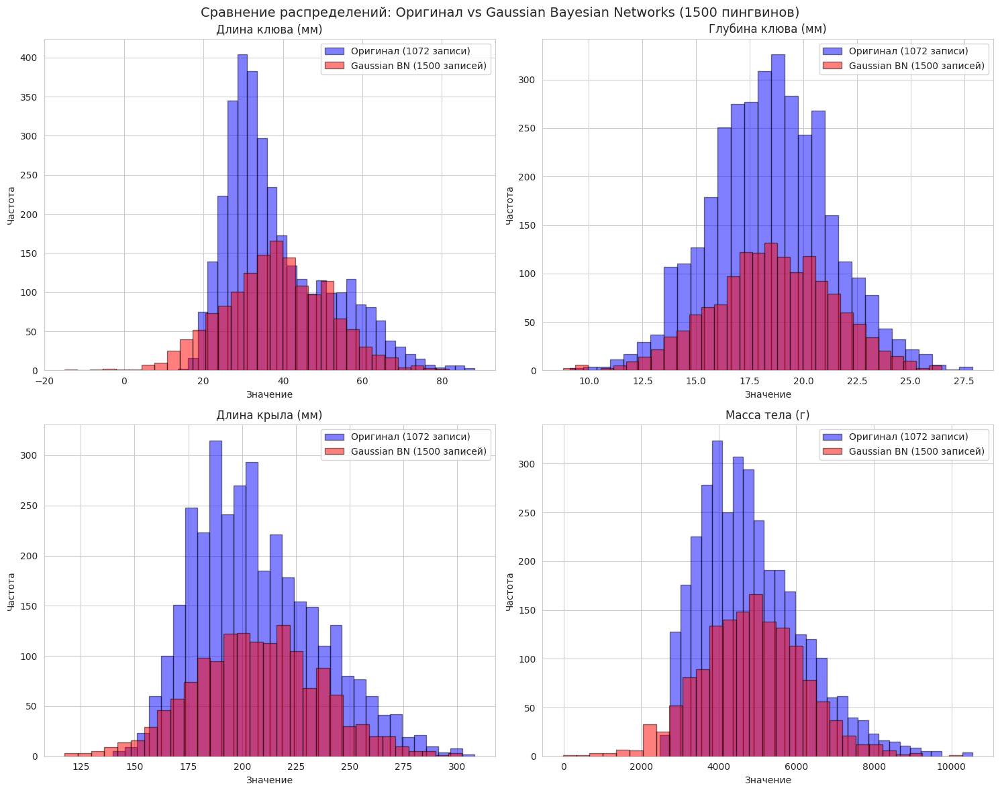 Сравнение распределений: Оригинал vs Gaussian Bayesian Networks (1500 пингвинов)
Длина клюва (мм)
Оригинал (1072 записи)
Gaussian BN (1500 записей)
Частота
400
350
300
250
200
150
100
50
0
−20 0 20 40 60 80
Значение
Глубина клюва (мм)
Оригинал (1072 записи)
Gaussian BN (1500 записей)
Частота
300
250
200
150
100
50
0
10.0 12.5 15.0 17.5 20.0 22.5 25.0 27.5
Значение
Длина крыла (мм)
Оригинал (1072 записи)
Gaussian BN (1500 записей)
Частота
300
250
200
150
100
50
0
125 150 175 200 225 250 275 300
Значение
Масса тела (г)
Оригинал (1072 записи)
Gaussian BN (1500 записей)
Частота
300
250
200
150
100
50
0
0 2000 4000 6000 8000 10000
Значение